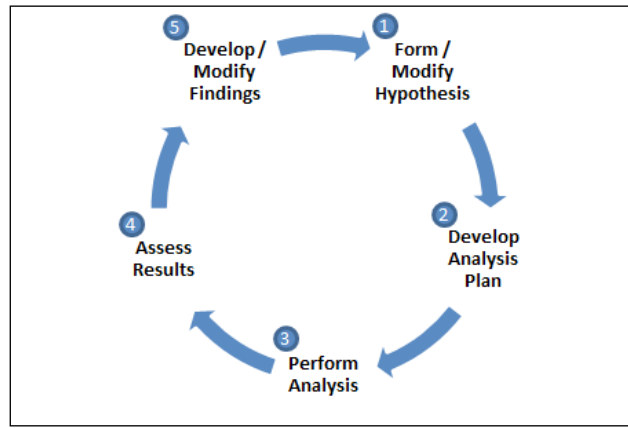 1
Form /
Modify
Hypothesis
2
Develop
Analysis
Plan
3
Perform
Analysis
4
Assess
Results
5
Develop /
Modify
Findings